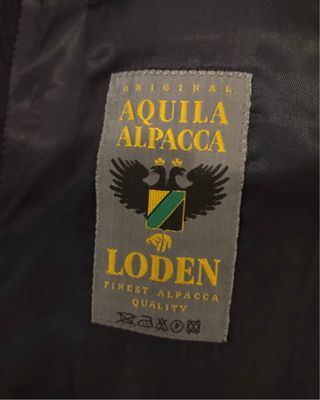 ORIGINAL
AQUILA
ALPACCA
LODEN
FINEST ALPACCA
QUALITY
P